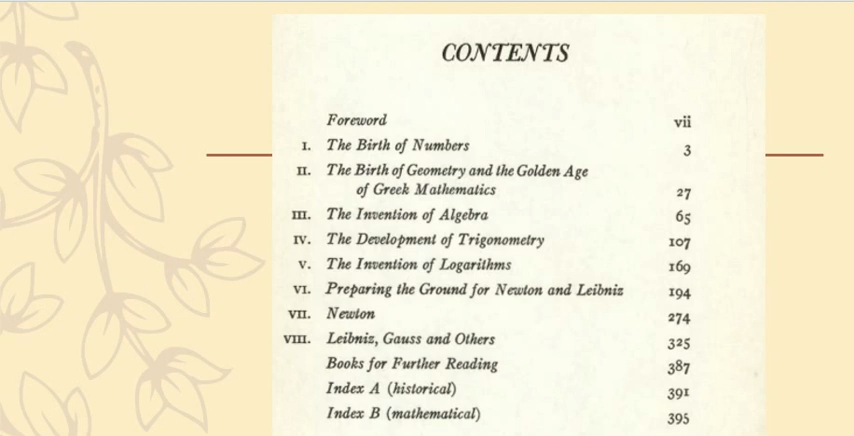 CONTENTS
Foreword vii
I. The Birth of Numbers 3
II. The Birth of Geometry and the Golden Age
of Greek Mathematics 27
III. The Invention of Algebra 65
IV. The Development of Trigonometry 107
V. The Invention of Logarithms 169
VI. Preparing the Ground for Newton and Leibniz 194
VII. Newton 274
VIII. Leibniz, Gauss and Others 325
Books for Further Reading 387
Index A (historical) 391
Index B (mathematical) 395